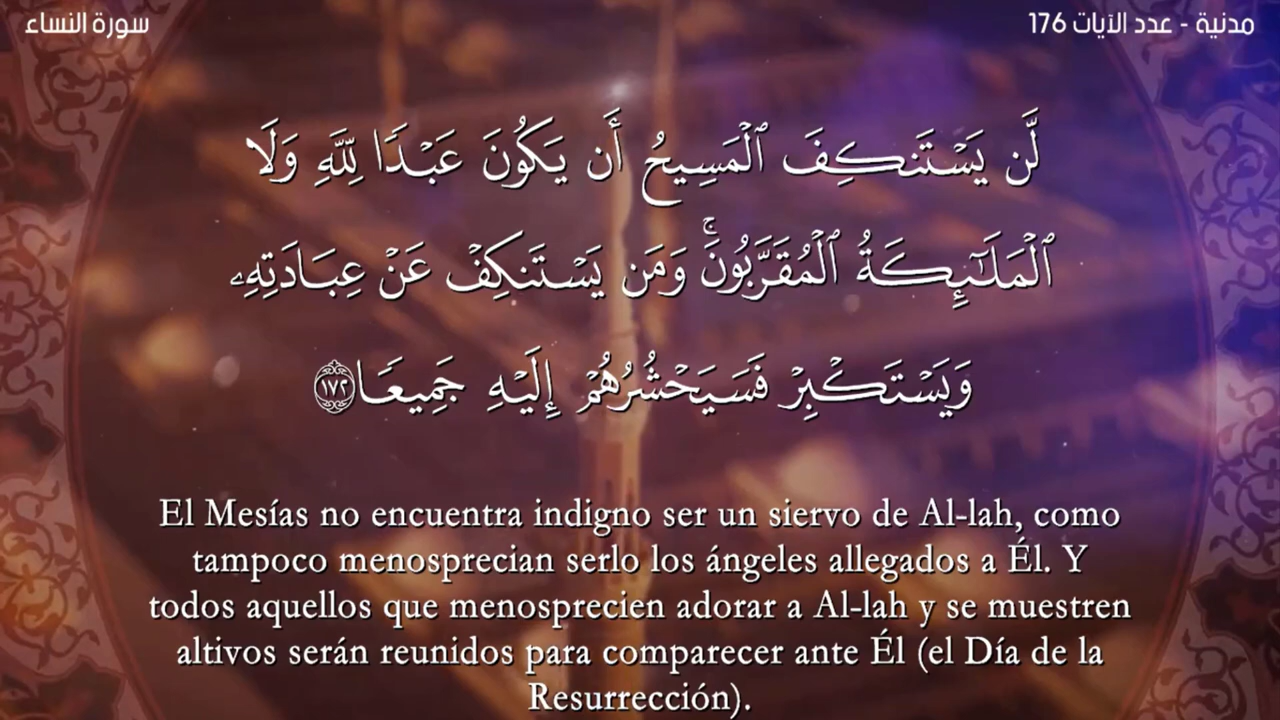 مدنية - عدد الآيات 176
سورة النساء
لَّن يَسْتَنكِفَ ٱلْمَسِيحُ أَن يَكُونَ عَبْدًا لِّلَّهِ وَلَا
ٱلْمَلَـٰٓئِكَةُ ٱلْمُقَرَّبُونَ ۚ وَمَن يَسْتَنكِفْ عَنْ عِبَادَتِهِۦ
وَيَسْتَكْبِرْ فَسَيَحْشُرُهُمْ إِلَيْهِ جَمِيعًا ١٧٢
El Mesías no encuentra indigno ser un siervo de Al-lah, como
tampoco menosprecian serlo los ángeles allegados a Él. Y
todos aquellos que menosprecien adorar a Al-lah y se muestren
altivos serán reunidos para comparecer ante Él (el Día de la
Resurrección).